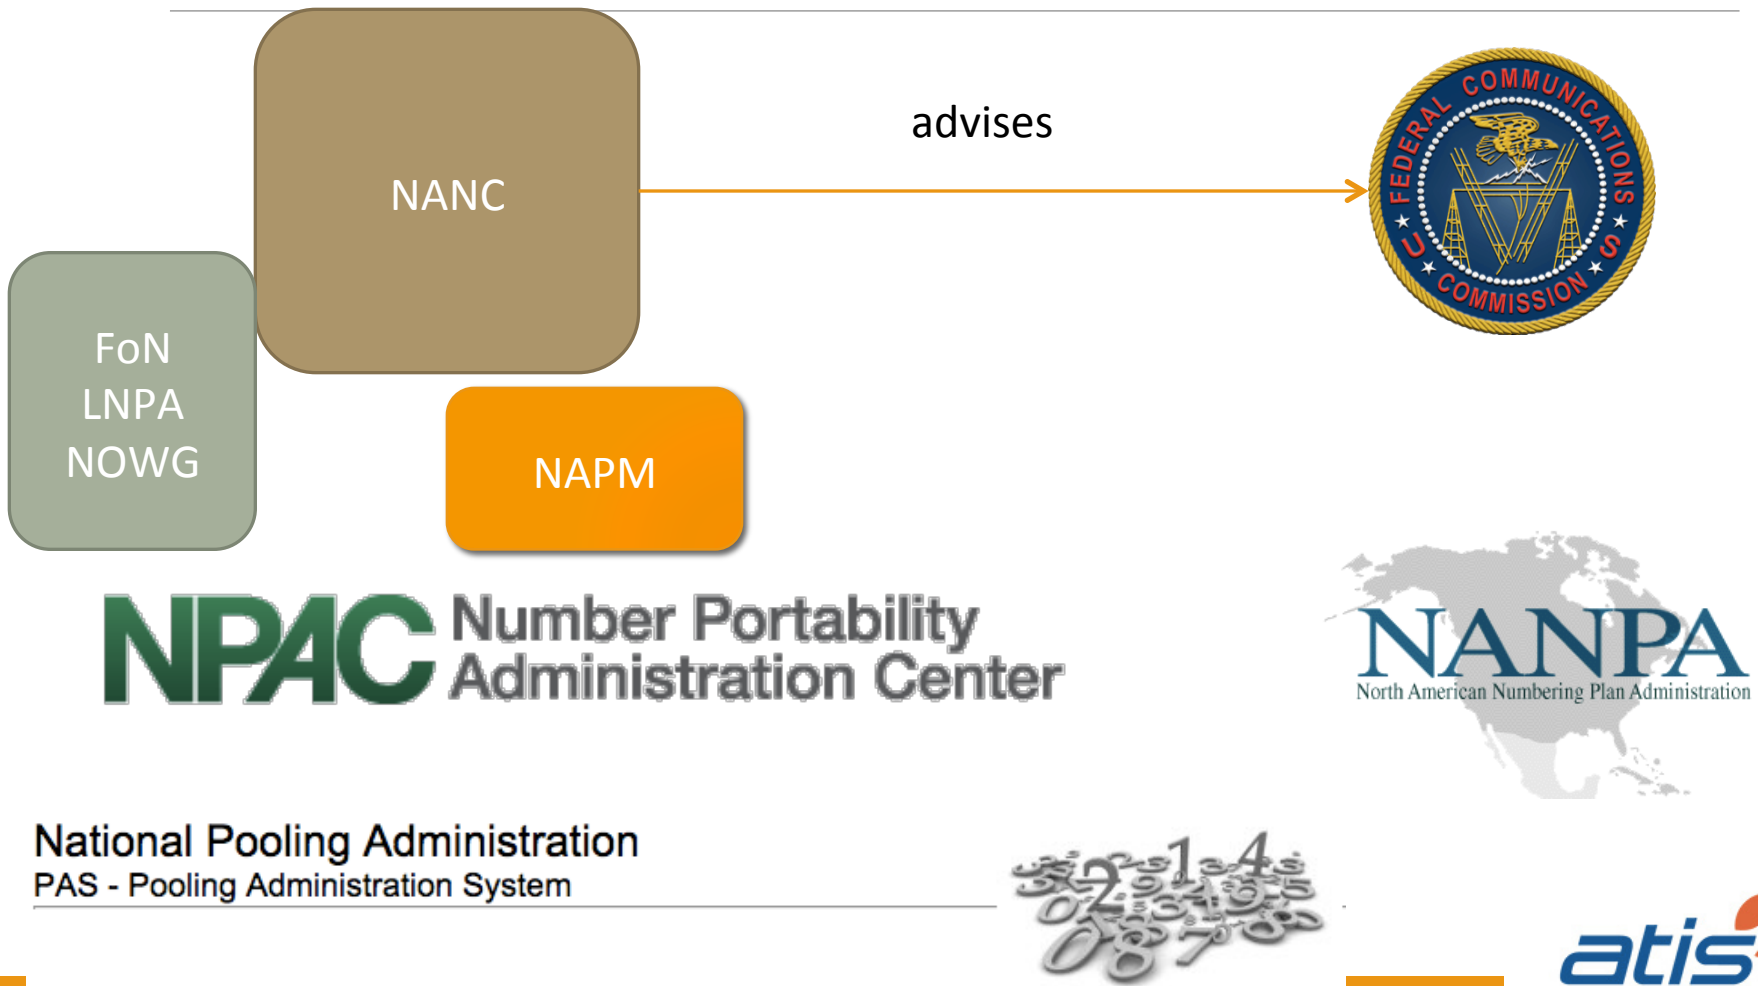 NANC
advises
FEDERAL COMMUNICATIONS
U S
COMMISSION
FoN
LNPA
NOWG
NAPM
NPAC Number Portability
Administration Center
NANPA
North American Numbering Plan Administration
National Pooling Administration
PAS - Pooling Administration System
atis